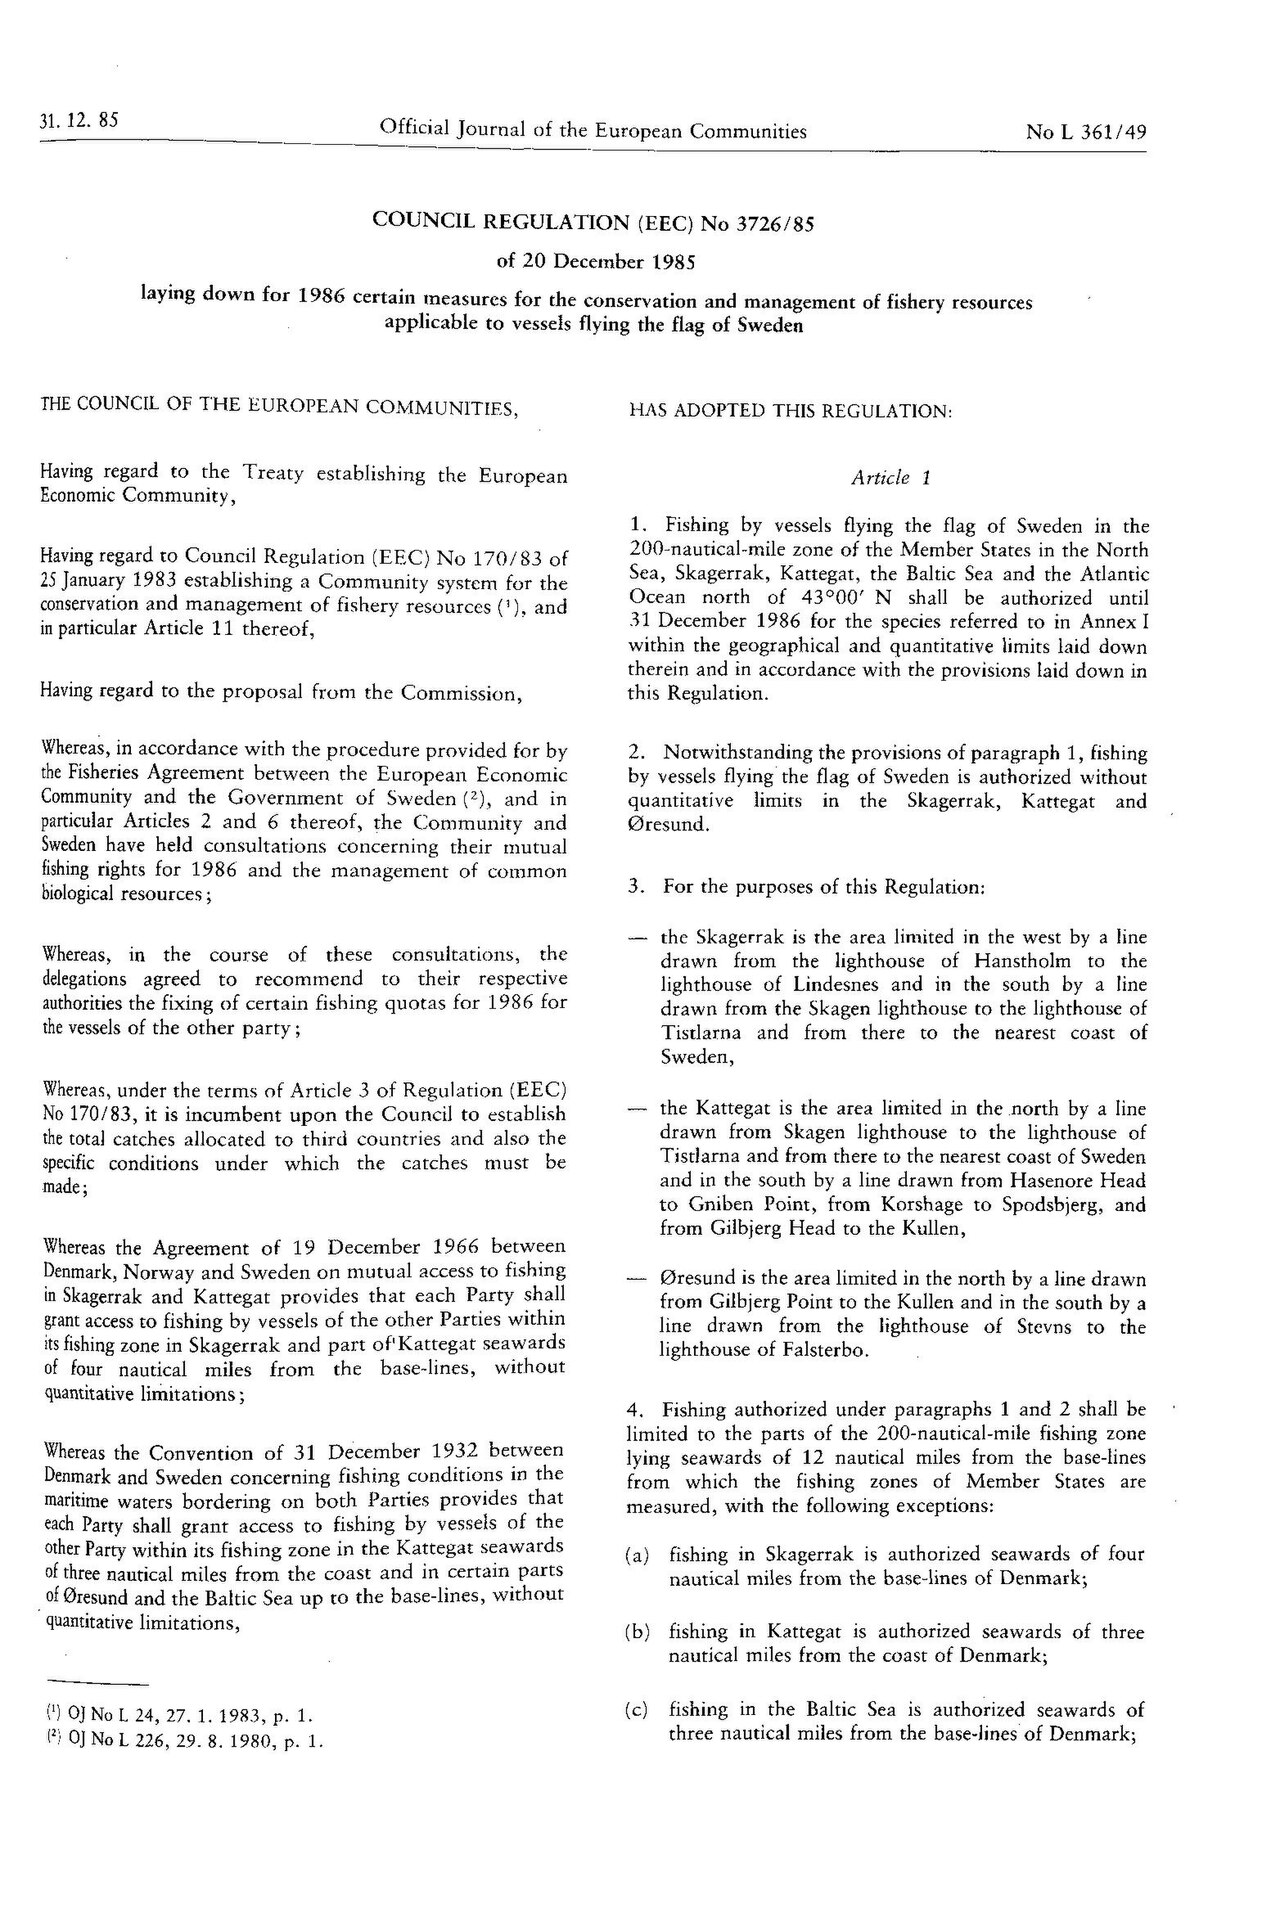 31. 12. 85
Official Journal of the European Communities
No L 361/49
COUNCIL REGULATION (EEC) No 3726/85
of 20 December 1985
laying down for 1986 certain measures for the conservation and management of fishery resources
applicable to vessels flying the flag of Sweden
THE COUNCIL OF THE EUROPEAN COMMUNITIES,
Having regard to the Treaty establishing the European
Economic Community,
Having regard to Council Regulation (EEC) No 170/83 of
25 January 1983 establishing a Community system for the
conservation and management of fishery resources (¹), and
in particular Article 11 thereof,
Having regard to the proposal from the Commission,
Whereas, in accordance with the procedure provided for by
the Fisheries Agreement between the European Economic
Community and the Government of Sweden (²), and in
particular Articles 2 and 6 thereof, the Community and
Sweden have held consultations concerning their mutual
fishing rights for 1986 and the management of common
biological resources;
Whereas, in the course of these consultations, the
delegations agreed to recommend to their respective
authorities the fixing of certain fishing quotas for 1986 for
the vessels of the other party;
Whereas, under the terms of Article 3 of Regulation (EEC)
No 170/83, it is incumbent upon the Council to establish
the total catches allocated to third countries and also the
specific conditions under which the catches must be
made;
Whereas the Agreement of 19 December 1966 between
Denmark, Norway and Sweden on mutual access to fishing
in Skagerrak and Kattegat provides that each Party shall
grant access to fishing by vessels of the other Parties within
its fishing zone in Skagerrak and part of Kattegat seawards
of four nautical miles from the base-lines, without
quantitative limitations;
Whereas the Convention of 31 December 1932 between
Denmark and Sweden concerning fishing conditions in the
maritime waters bordering on both Parties provides that
each Party shall grant access to fishing by vessels of the
other Party within its fishing zone in the Kattegat seawards
of three nautical miles from the coast and in certain parts
of Øresund and the Baltic Sea up to the base-lines, without
quantitative limitations,
(¹) OJ No L 24, 27. 1. 1983, p. 1.
(²) OJ No L 226, 29. 8. 1980, p. 1.
HAS ADOPTED THIS REGULATION:
Article 1
1. Fishing by vessels flying the flag of Sweden in the
200-nautical-mile zone of the Member States in the North
Sea, Skagerrak, Kattegat, the Baltic Sea and the Atlantic
Ocean north of 43°00′ N shall be authorized until
31 December 1986 for the species referred to in Annex I
within the geographical and quantitative limits laid down
therein and in accordance with the provisions laid down in
this Regulation.
2. Notwithstanding the provisions of paragraph 1, fishing
by vessels flying the flag of Sweden is authorized without
quantitative limits in the Skagerrak, Kattegat and
Øresund.
3. For the purposes of this Regulation:
— the Skagerrak is the area limited in the west by a line
drawn from the lighthouse of Hanstholm to the
lighthouse of Lindesnes and in the south by a line
drawn from the Skagen lighthouse to the lighthouse of
Tistlarna and from there to the nearest coast of
Sweden,
— the Kattegat is the area limited in the north by a line
drawn from Skagen lighthouse to the lighthouse of
Tistlarna and from there to the nearest coast of Sweden
and in the south by a line drawn from Hasenore Head
to Gniben Point, from Korshage to Spodsbjerg, and
from Gilbjerg Head to the Kullen,
— Øresund is the area limited in the north by a line drawn
from Gilbjerg Point to the Kullen and in the south by a
line drawn from the lighthouse of Stevns to the
lighthouse of Falsterbo.
4. Fishing authorized under paragraphs 1 and 2 shall be
limited to the parts of the 200-nautical-mile fishing zone
lying seawards of 12 nautical miles from the base-lines
from which the fishing zones of Member States are
measured, with the following exceptions:
(a) fishing in Skagerrak is authorized seawards of four
nautical miles from the base-lines of Denmark;
(b) fishing in Kattegat is authorized seawards of three
nautical miles from the coast of Denmark;
(c) fishing in the Baltic Sea is authorized seawards of
three nautical miles from the base-lines of Denmark;